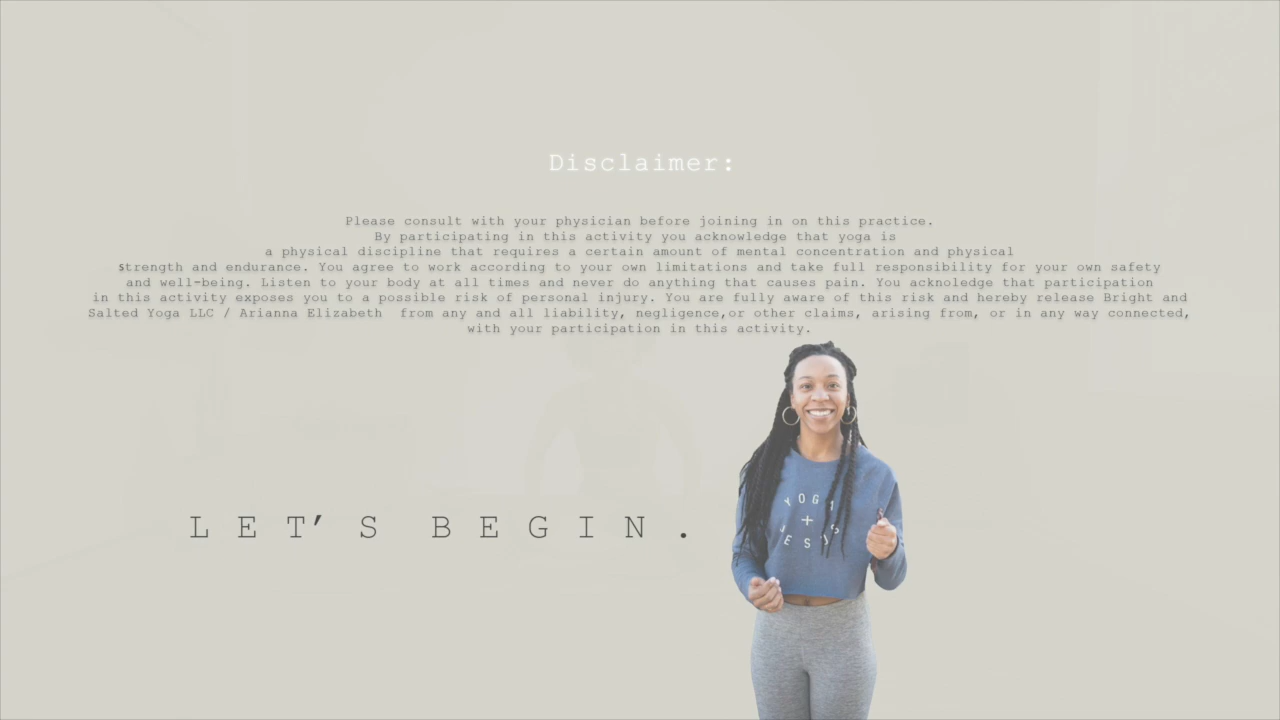 Disclaimer:
Please consult with your physician before joining in on this practice.
By participating in this activity you acknowledge that yoga is
a physical discipline that requires a certain amount of mental concentration and physical
strength and endurance. You agree to work according to your own limitations and take full responsibility for your own safety
and well-being. Listen to your body at all times and never do anything that causes pain. You acknoledge that participation
in this activity exposes you to a possible risk of personal injury. You are fully aware of this risk and hereby release Bright and
Salted Yoga LLC / Arianna Elizabeth from any and all liability, negligence,or other claims, arising from, or in any way connected,
with your participation in this activity.
YOGA
+
JESUS
LET'S BEGIN.